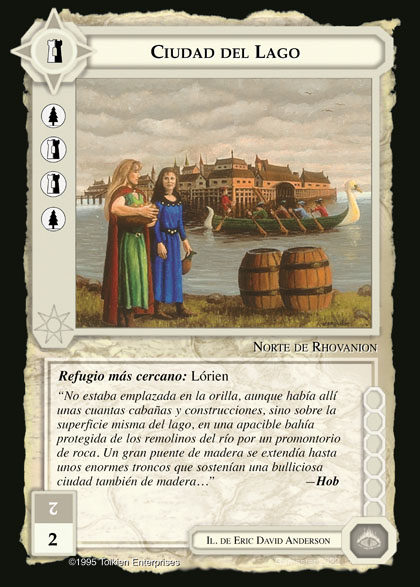 Ciudad del Lago
Norte de Rhovanion
Refugio más cercano: Lórien
“No estaba emplazada en la orilla, aunque había allí
unas cuantas cabañas y construcciones, sino sobre la
superficie misma del lago, en una apacible bahía
protegida de los remolinos del río por un promontorio
de roca. Un gran puente de madera se extendía hasta
unos enormes troncos que sostenían una bulliciosa
ciudad también de madera…” –Hob
2
2
Il. de Eric David Anderson
©1995 Tolkien Enterprises